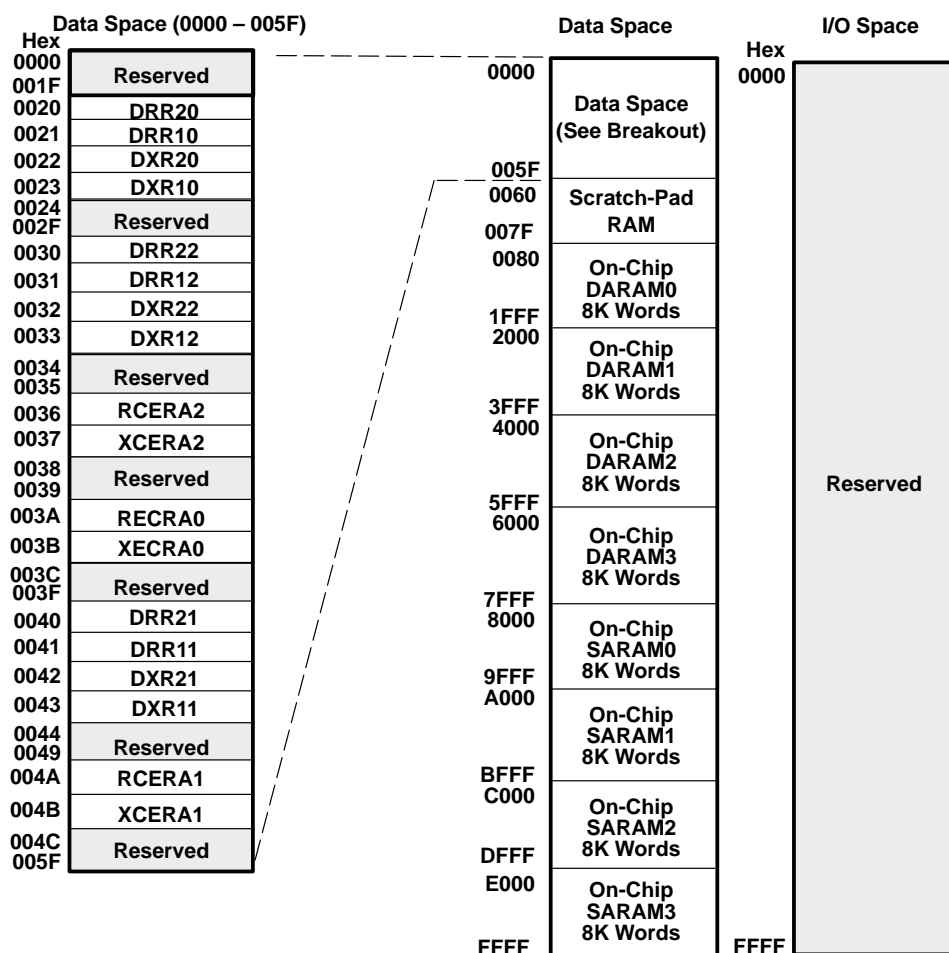 Data Space (0000 – 005F)
Hex
0000
Reserved
001F
0020
DRR20
0021
DRR10
0022
DXR20
0023
DXR10
0024
Reserved
002F
0030
DRR22
0031
DRR12
0032
DXR22
0033
DXR12
0034
Reserved
0035
0036
RCERA2
0037
XCERA2
0038
Reserved
0039
003A
RECRA0
003B
XECRA0
003C
Reserved
003F
0040
DRR21
0041
DRR11
0042
DXR21
0043
DXR11
0044
Reserved
0049
004A
RCERA1
004B
XCERA1
004C
Reserved
005F
Data Space
0000
Data Space
(See Breakout)
005F
0060
Scratch-Pad
RAM
007F
0080
On-Chip
DARAM0
8K Words
1FFF
2000
On-Chip
DARAM1
8K Words
3FFF
4000
On-Chip
DARAM2
8K Words
5FFF
6000
On-Chip
DARAM3
8K Words
7FFF
8000
On-Chip
SARAM0
8K Words
9FFF
A000
On-Chip
SARAM1
8K Words
BFFF
C000
On-Chip
SARAM2
8K Words
DFFF
E000
On-Chip
SARAM3
8K Words
FFFF
I/O Space
Hex
0000
Reserved
FFFF